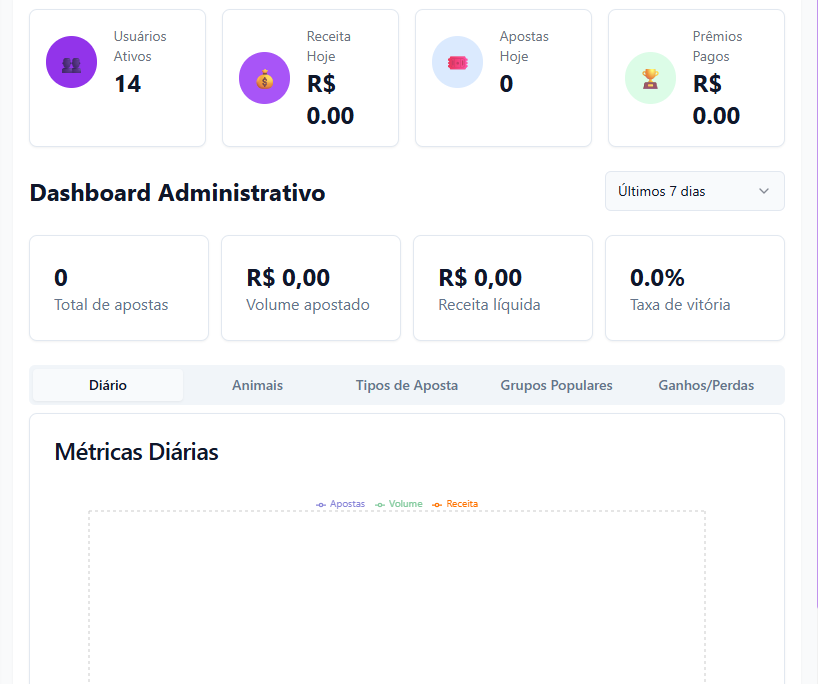 Usuários
Ativos
14
Receita
Hoje
R$
0.00
Apostas
Hoje
0
Prêmios
Pagos
R$
0.00
Dashboard Administrativo
Últimos 7 dias
0
Total de apostas
R$ 0,00
Volume apostado
R$ 0,00
Receita líquida
0.0%
Taxa de vitória
Diário
Animais
Tipos de Aposta
Grupos Populares
Ganhos/Perdas
Métricas Diárias
Apostas
Volume
Receita